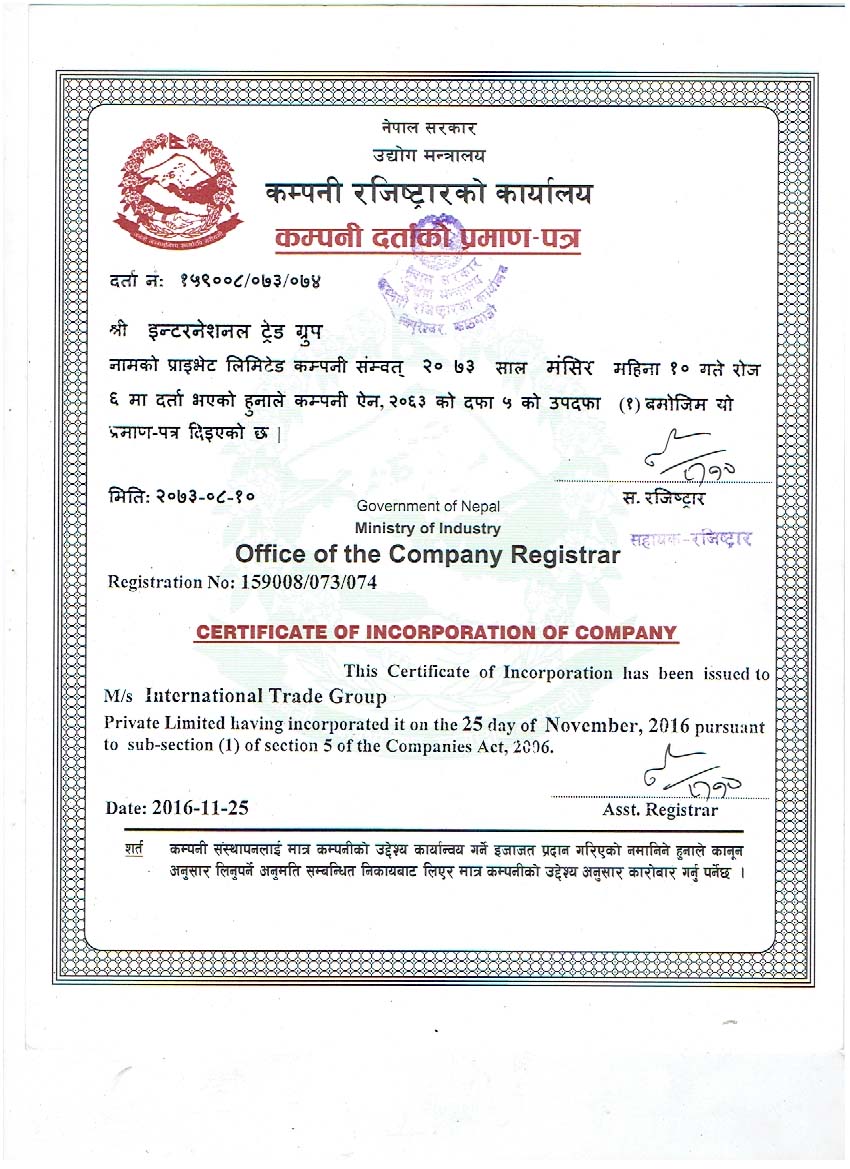 नेपाल सरकार
उद्योग मन्त्रालय
कम्पनी रजिष्ट्रारको कार्यालय
कम्पनी दर्ताको प्रमाण-पत्र
दर्ता नं: १५९००८/०७३/०७४
श्री इन्टरनेशनल ट्रेड ग्रुप
नामको प्राइभेट लिमिटेड कम्पनी संम्वत् २०७३ साल मंसिर महिना १० गते रोज
६ मा दर्ता भएको हुनाले कम्पनी ऐन, २०६३ को दफा ५ को उपदफा (१) बमोजिम यो
प्रमाण-पत्र दिइएको छ |
मिति: २०७३-०८-१०
स. रजिष्ट्रार
सहायक-रजिष्ट्रार
Government of Nepal
Ministry of Industry
Office of the Company Registrar
Registration No: 159008/073/074
CERTIFICATE OF INCORPORATION OF COMPANY
This Certificate of Incorporation has been issued to
M/s International Trade Group
Private Limited having incorporated it on the 25 day of November, 2016 pursuant
to sub-section (1) of section 5 of the Companies Act, 2006.
Date: 2016-11-25
Asst. Registrar
शर्त कम्पनी संस्थापनलाई मात्र कम्पनीको उद्देश्य कार्यान्वय गर्ने इजाजत प्रदान गरिएको नमानिने हुनाले कानून
अनुसार लिनुपर्ने अनुमति सम्बन्धित निकायबाट लिएर मात्र कम्पनीको उद्देश्य अनुसार कारोबार गर्नु पर्नेछ ।